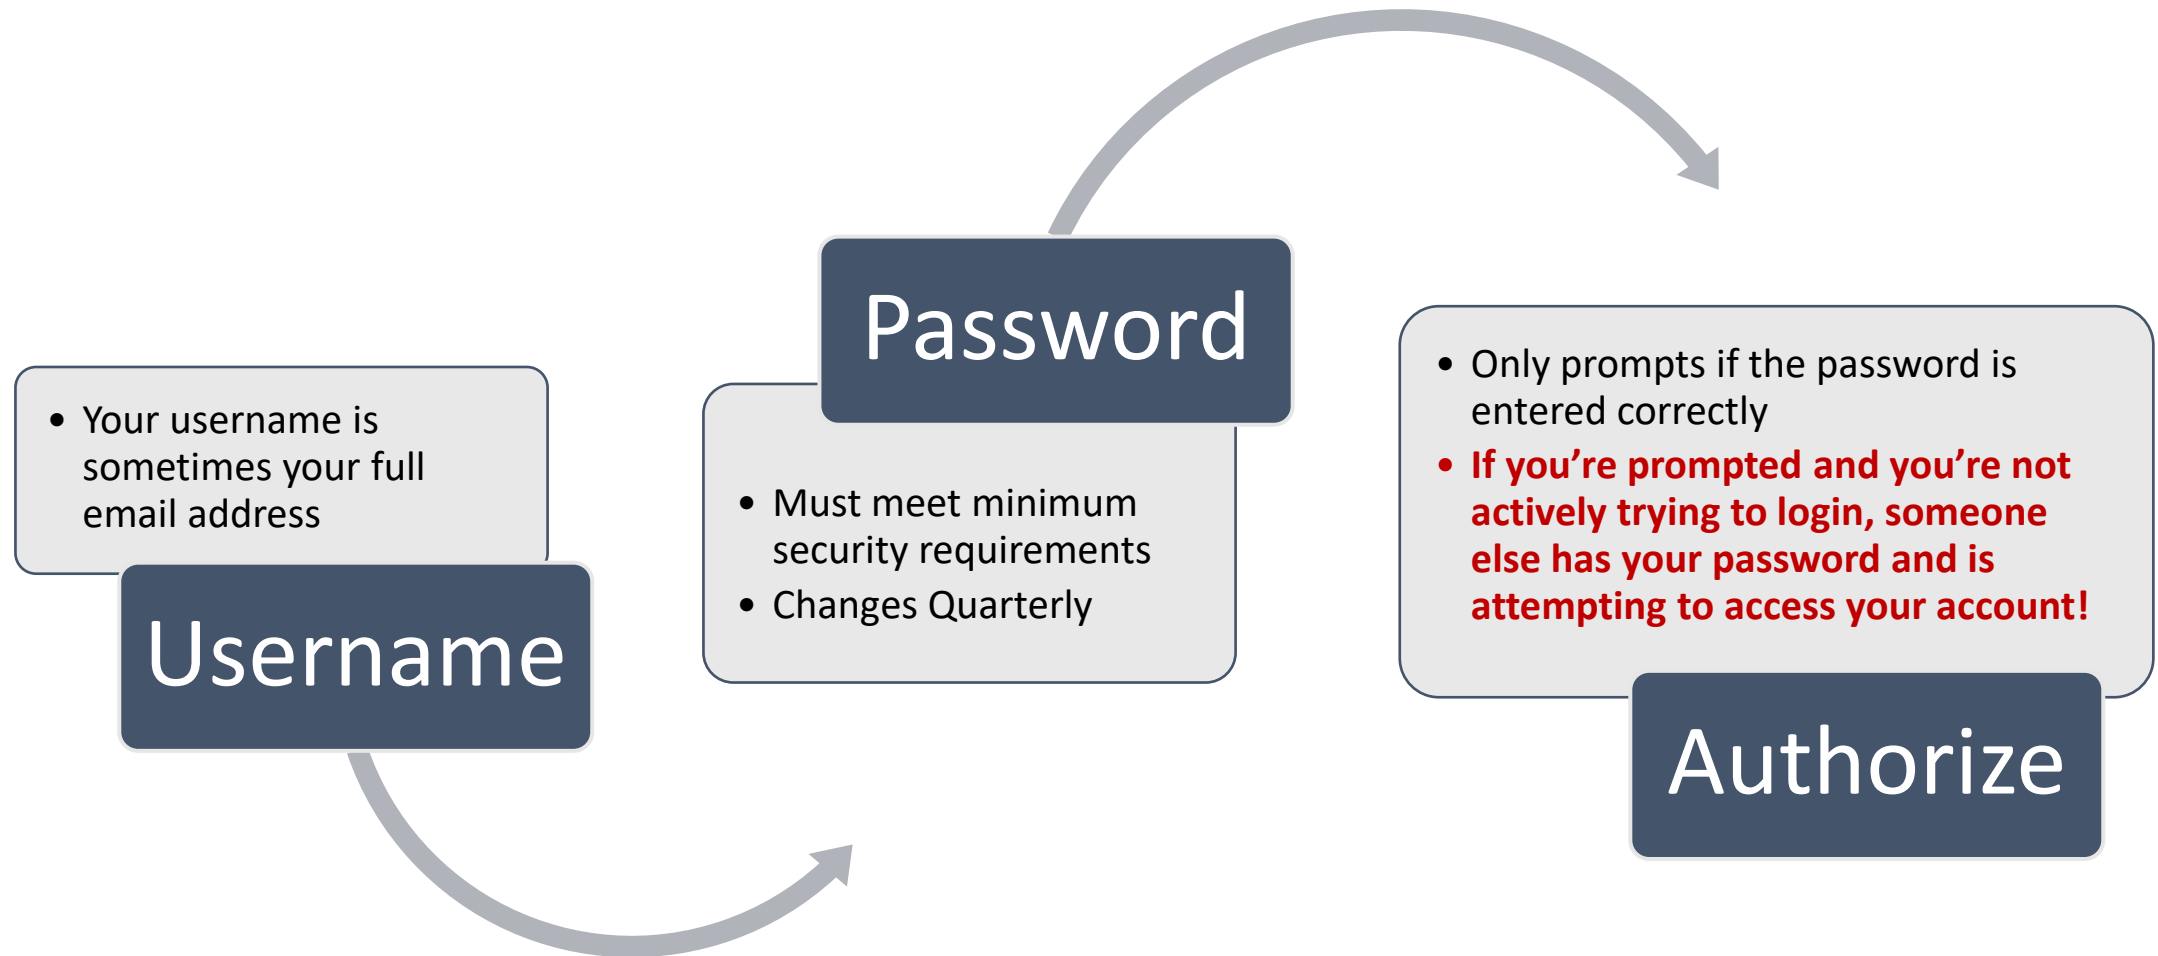 • Your username is
sometimes your full
email address
Username
Password
• Must meet minimum
security requirements
• Changes Quarterly
• Only prompts if the password is
entered correctly
• If you’re prompted and you’re not
actively trying to login, someone
else has your password and is
attempting to access your account!
Authorize